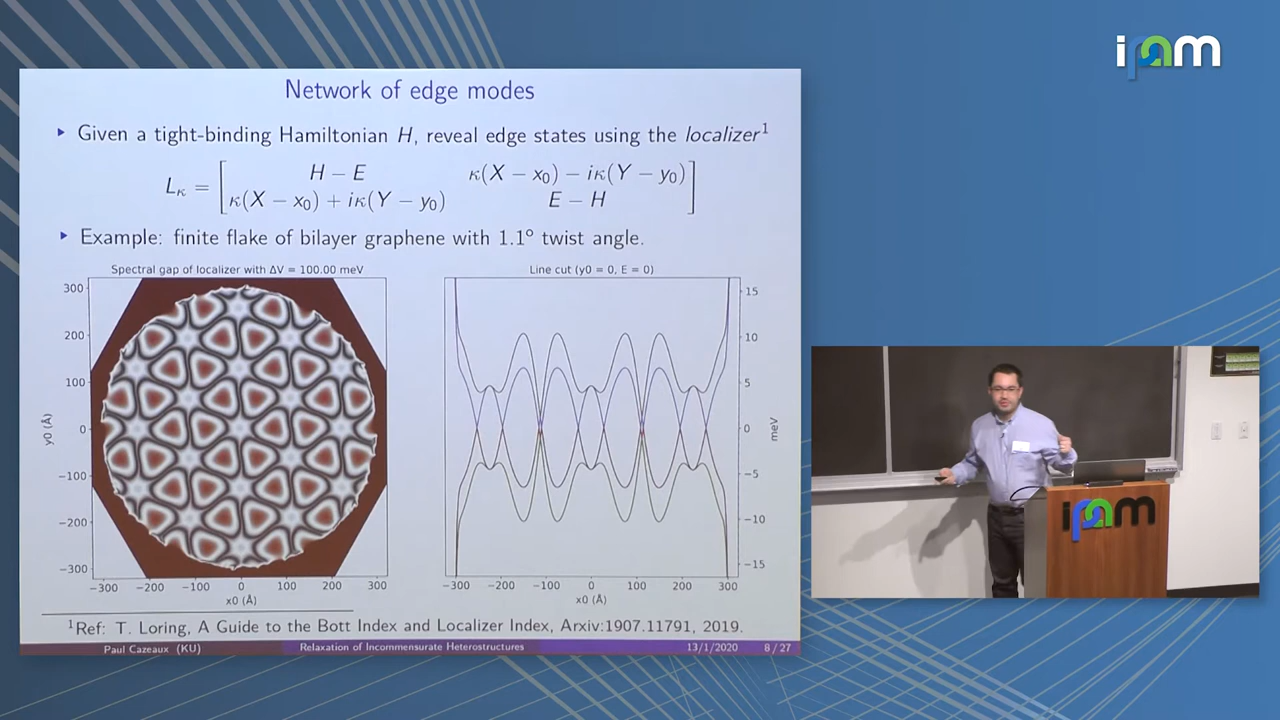 ipam
Network of edge modes
▸ Given a tight-binding Hamiltonian H, reveal edge states using the localizer¹
Lκ = [ H − E    κ(X − x₀) − iκ(Y − y₀)
κ(X − x₀) + iκ(Y − y₀)    E − H ]
▸ Example: finite flake of bilayer graphene with 1.1° twist angle.
Spectral gap of localizer with ΔV = 100.00 meV
300
200
100
0
−100
−200
−300
y0 (Å)
−300 −200 −100 0 100 200 300
x0 (Å)
Line cut (y0 = 0, E = 0)
15
10
5
0
−5
−10
−15
meV
−300 −200 −100 0 100 200 300
x0 (Å)
¹Ref: T. Loring, A Guide to the Bott Index and Localizer Index, Arxiv:1907.11791, 2019.
Paul Cazeaux (KU) Relaxation of Incommensurate Heterostructures 13/1/2020 8 / 27
ipam